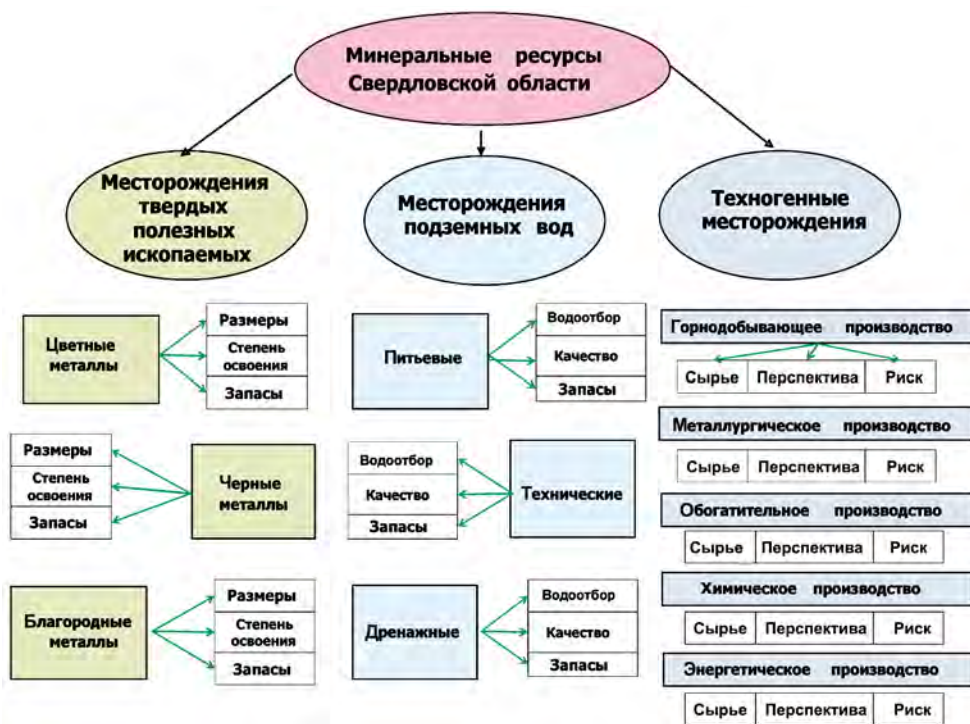 Минеральные ресурсы
Свердловской области
Месторождения
твердых
полезных
ископаемых
Месторождения
подземных вод
Техногенные
месторождения
Цветные
металлы
Размеры
Степень
освоения
Запасы
Размеры
Степень
освоения
Запасы
Черные
металлы
Благородные
металлы
Размеры
Степень
освоения
Запасы
Питьевые
Водоотбор
Качество
Запасы
Водоотбор
Качество
Запасы
Технические
Дренажные
Водоотбор
Качество
Запасы
Горнодобывающее производство
Сырье Перспектива Риск
Металлургическое производство
Сырье Перспектива Риск
Обогатительное производство
Сырье Перспектива Риск
Химическое производство
Сырье Перспектива Риск
Энергетическое производство
Сырье Перспектива Риск